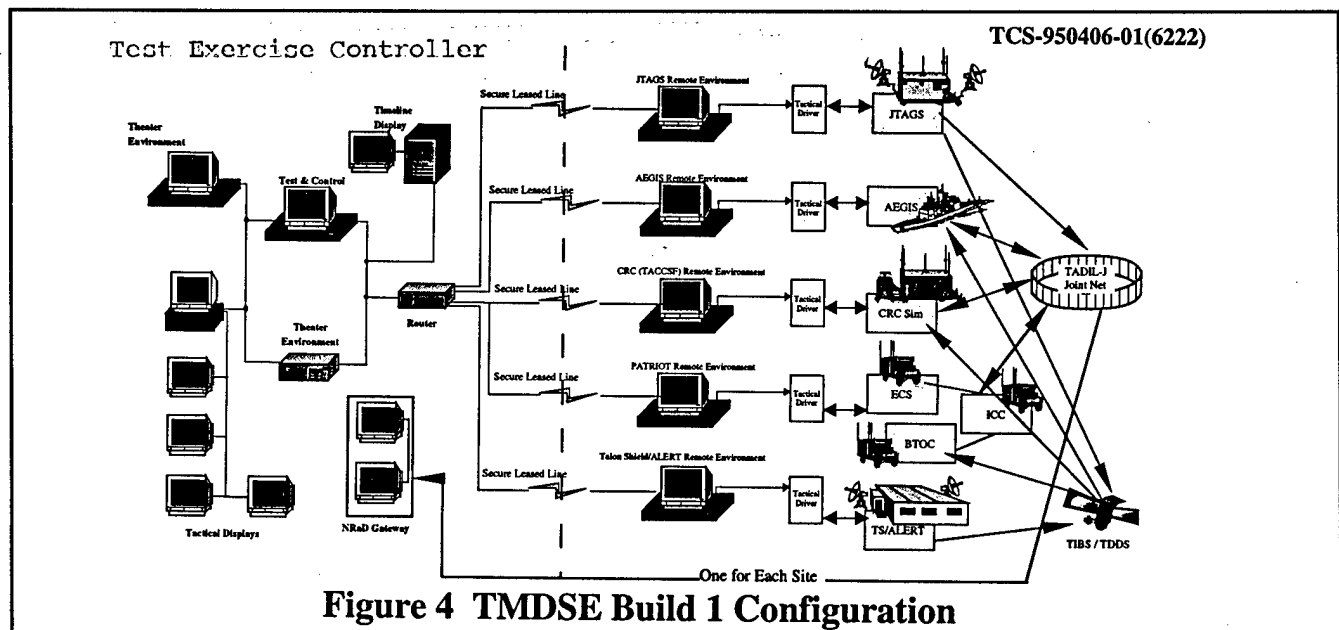 Test Exercise Controller
TCS-950406-01(6222)
Theater
Environment
Timeline
Display
Test & Control
Theater
Environment
Router
NRaD Gateway
Tactical Displays
Secure Leased Line
JTAGS Remote Environment
Tactical
Driver
JTAGS
Secure Leased Line
AEGIS Remote Environment
Tactical
Driver
AEGIS
TADIL-J
Joint Net
Secure Leased Line
CRC (TACCSF) Remote Environment
Tactical
Driver
CRC Sim
Secure Leased Line
PATRIOT Remote Environment
Tactical
Driver
ECS
ICC
BTOC
Secure Leased Line
Talon Shield/ALERT Remote Environment
Tactical
Driver
TS/ALERT
TIBS / TDDS
One for Each Site
Figure 4 TMDSE Build 1 Configuration